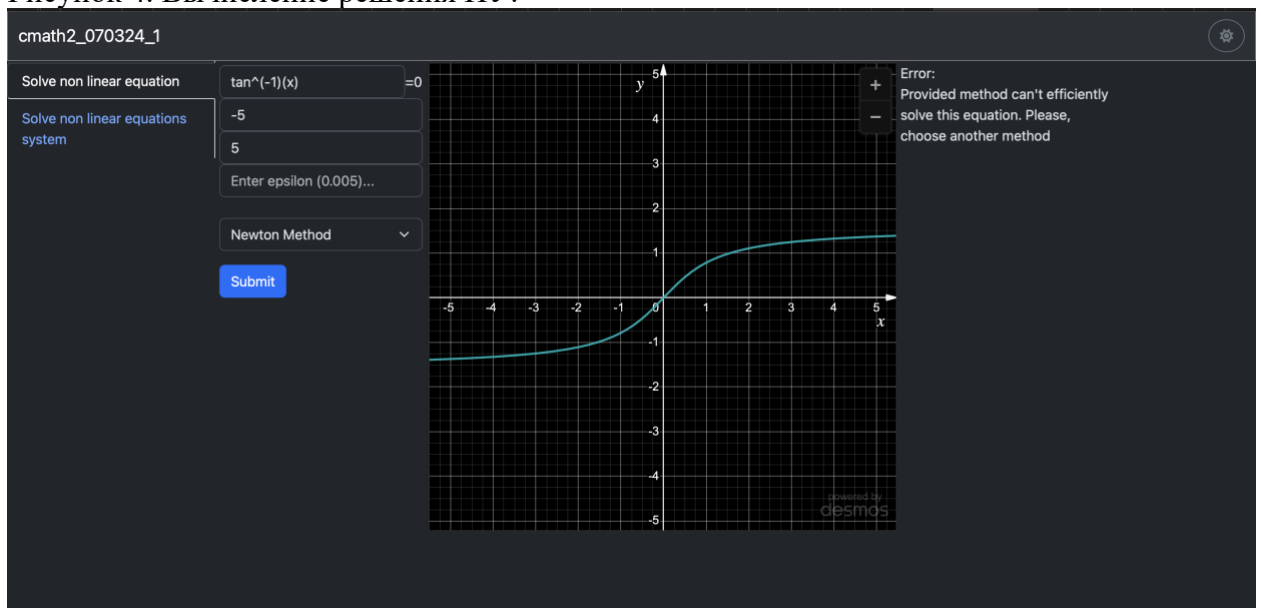 cmath2_070324_1
Solve non linear equation
Solve non linear equations
system
tan^(-1)(x)
=0
-5
5
Enter epsilon (0.005)...
Newton Method
Submit
y
5
4
3
2
1
-5 -4 -3 -2 -1 0 1 2 3 4 5
x
-1
-2
-3
-4
-5
+
−
powered by
desmos
Error:
Provided method can't efficiently
solve this equation. Please,
choose another method